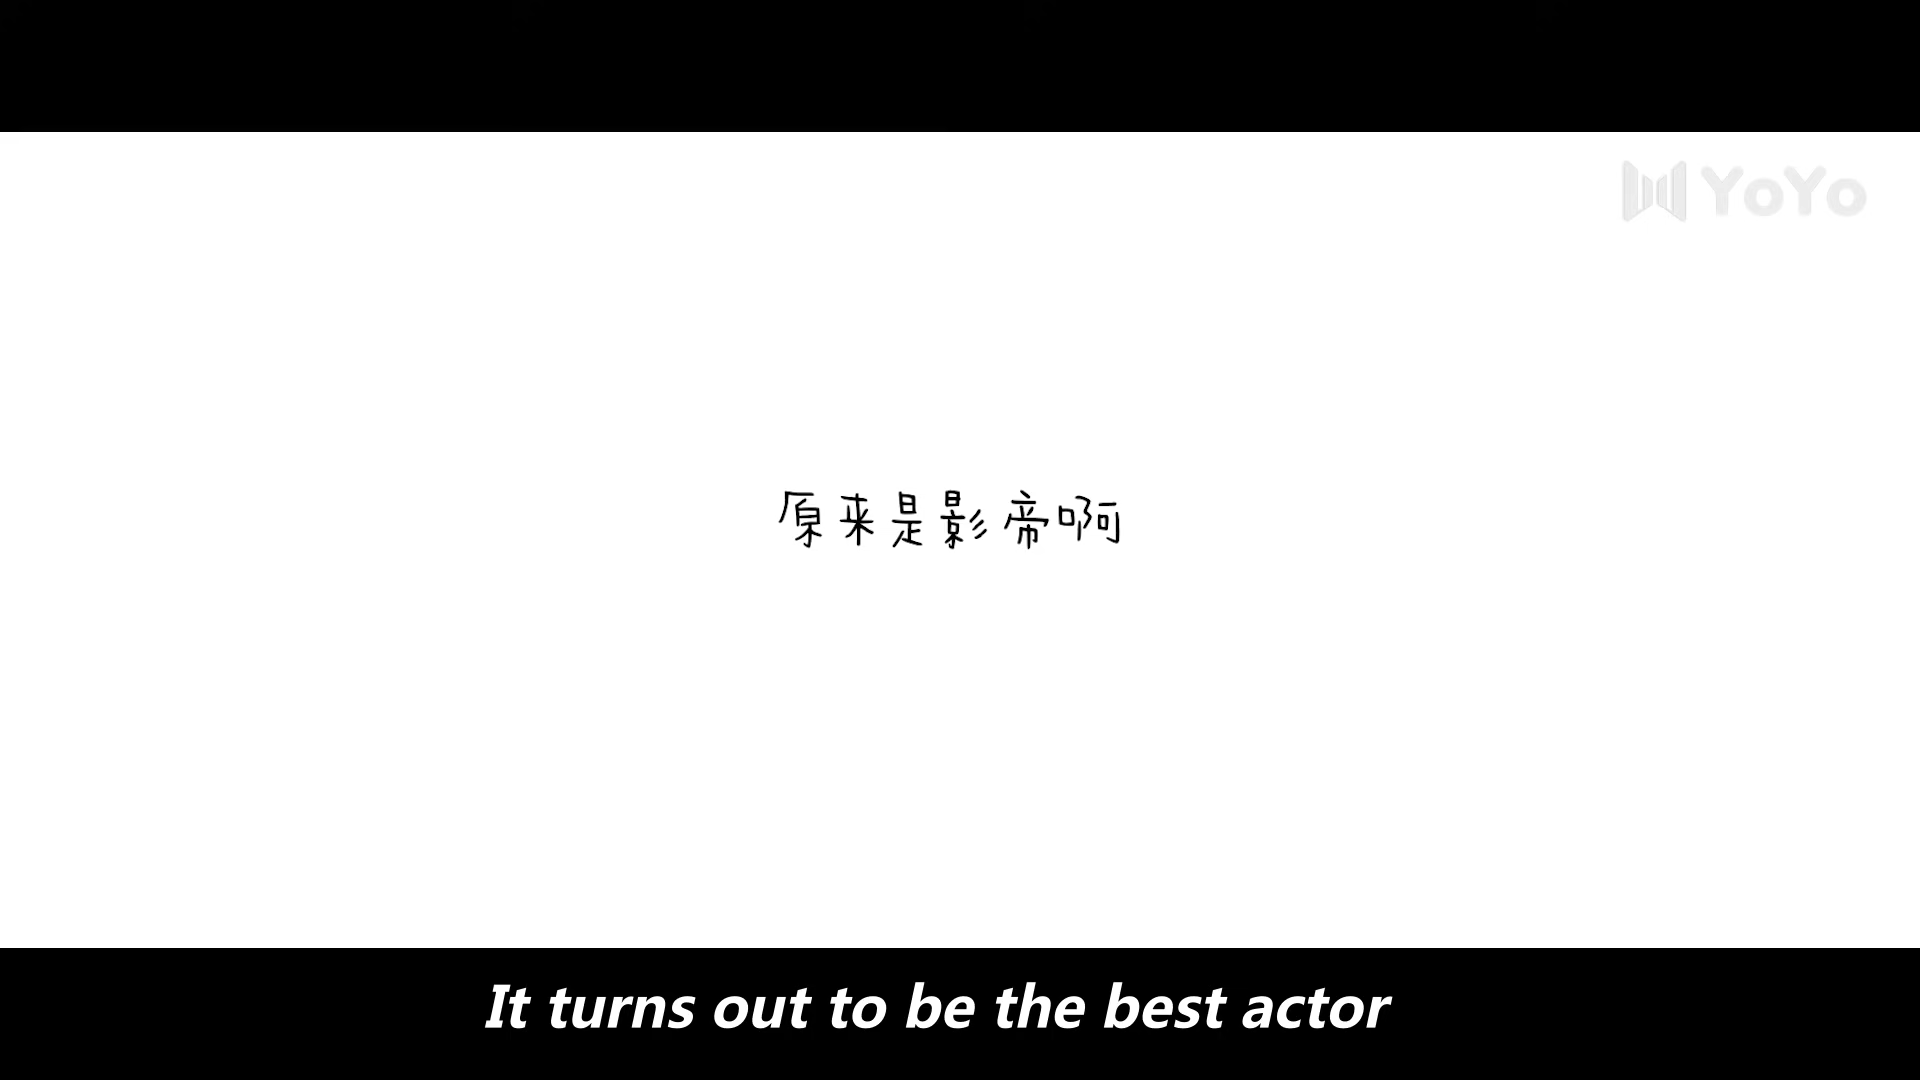 YoYo
原来是影帝啊
It turns out to be the best actor